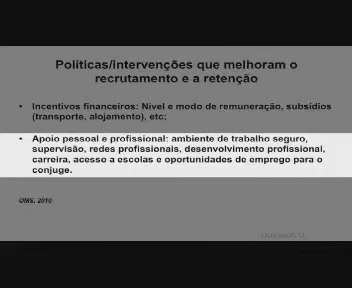 Políticas/intervenções que melhoram o
recrutamento e a retenção
• Incentivos financeiros: Nível e modo de remuneração, subsídios
(transporte, alojamento), etc;
• Apoio pessoal e profissional: ambiente de trabalho seguro,
supervisão, redes profissionais, desenvolvimento profissional,
carreira, acesso a escolas e oportunidades de emprego para o
conjuge.
OMS, 2010